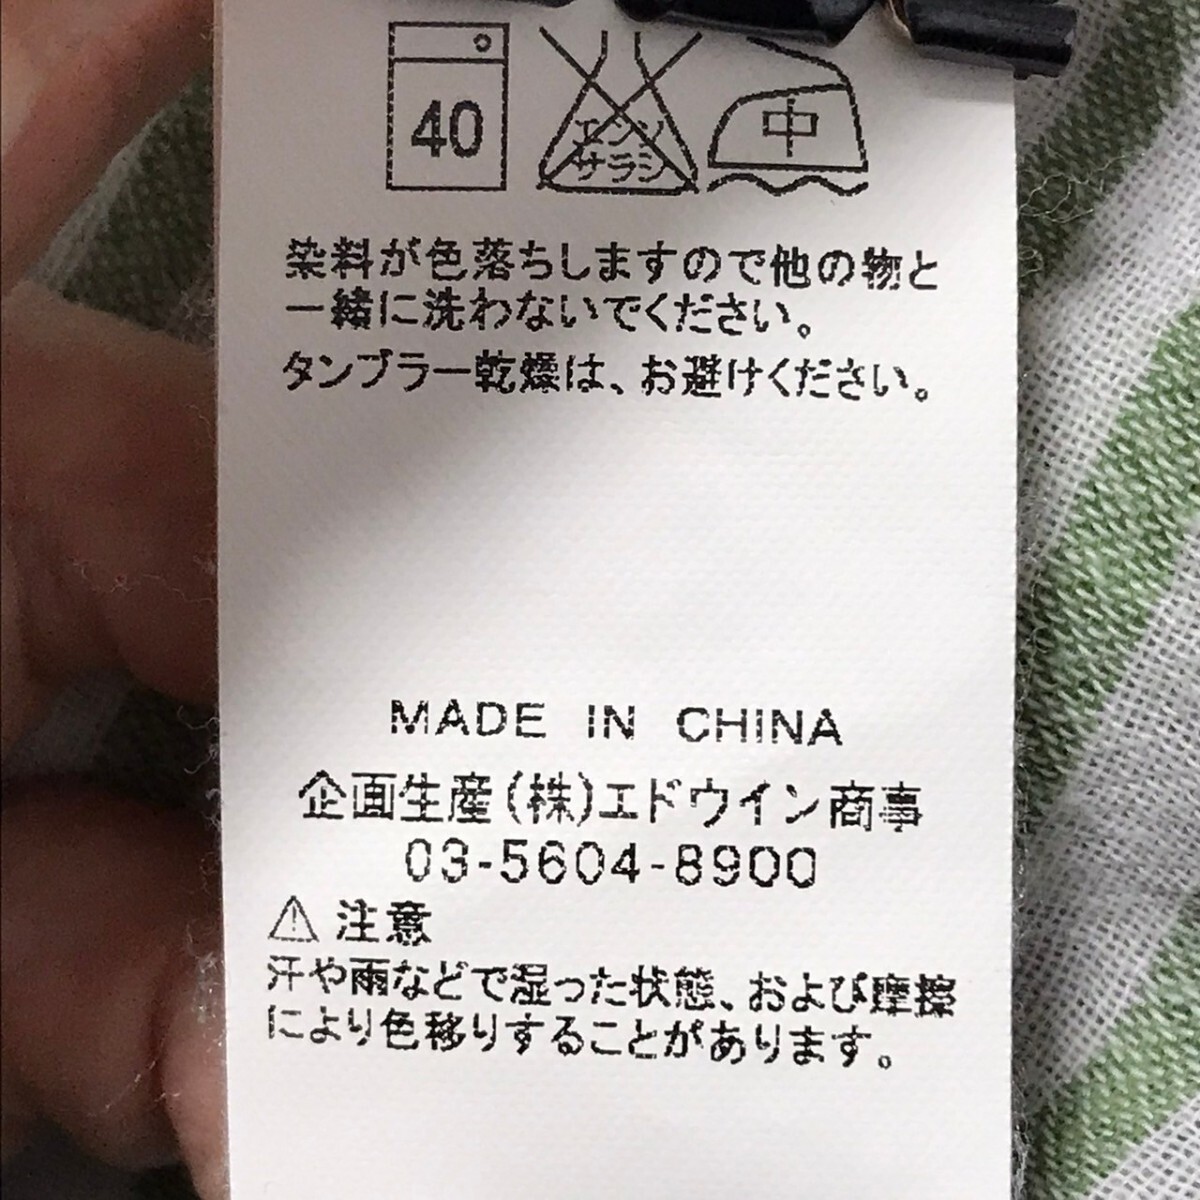 40
エンソ
サラシ
中
染料が色落ちしますので他の物と
一緒に洗わないでください。
タンブラー乾燥は、お避けください。
MADE IN CHINA
企画生産(株)エドウイン商事
03-5604-8900
⚠ 注意
汗や雨などで湿った状態、および摩擦
により色移りすることがあります。